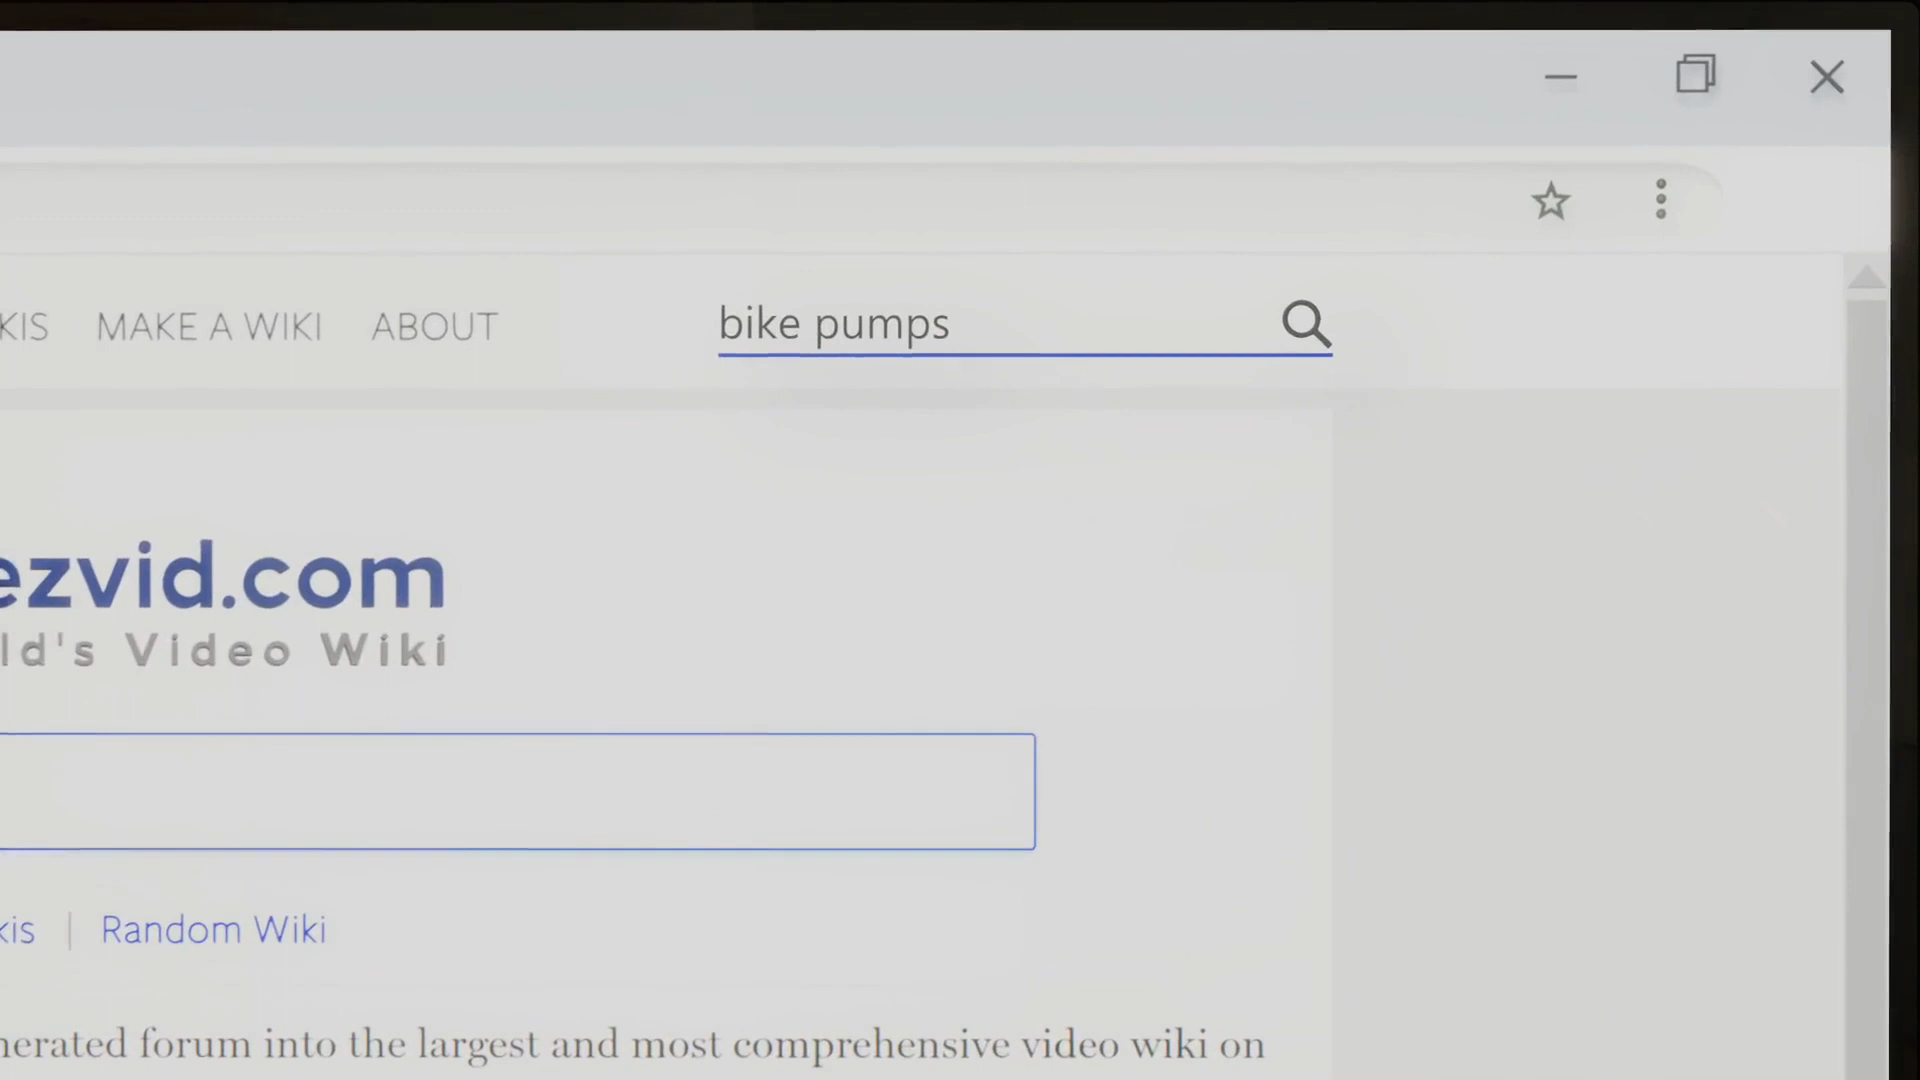 KIS MAKE A WIKI ABOUT bike pumps
ezvid.com
ld's Video Wiki
kis | Random Wiki
nerated forum into the largest and most comprehensive video wiki on